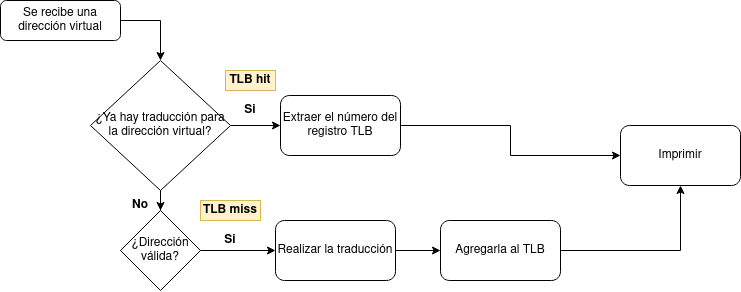 Se recibe una
dirección virtual
TLB hit
Si
¿Ya hay traducción para
la dirección virtual?
Extraer el número del
registro TLB
Imprimir
No
TLB miss
Si
¿Dirección
válida?
Realizar la traducción
Agregarla al TLB